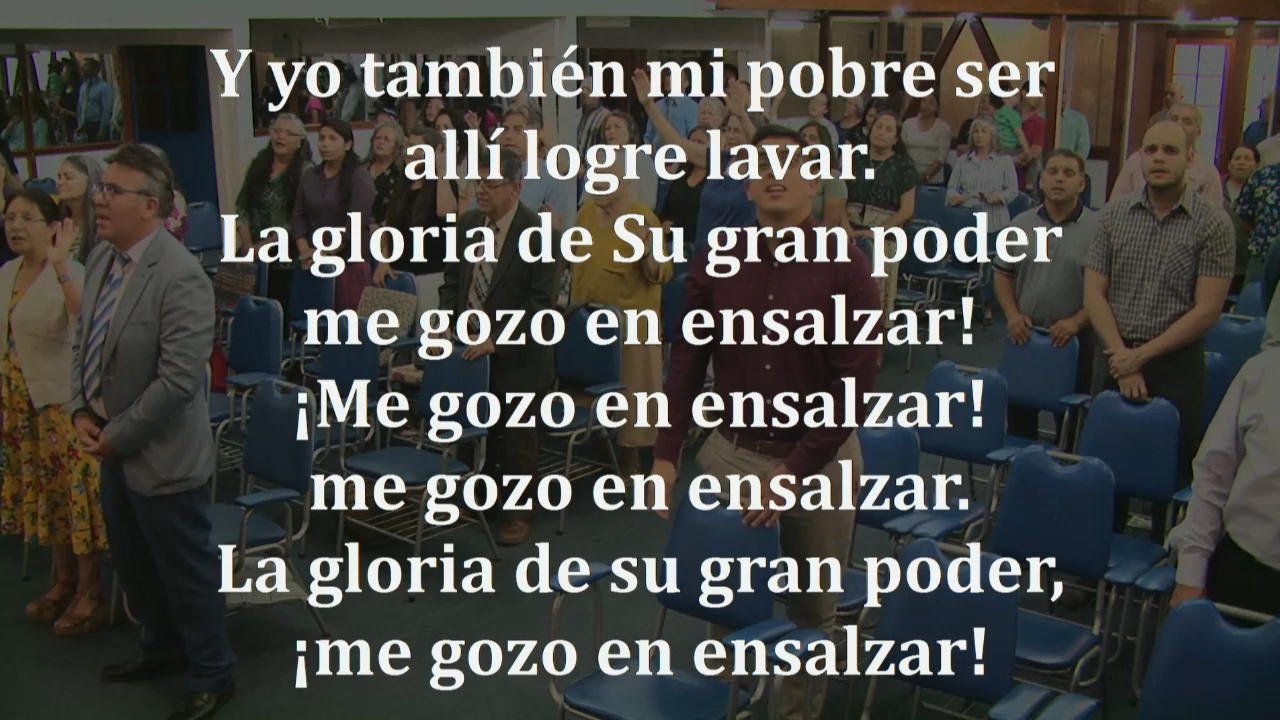 Y yo también mi pobre ser
allí logre lavar.
La gloria de Su gran poder
me gozo en ensalzar!
¡Me gozo en ensalzar!
me gozo en ensalzar.
La gloria de su gran poder,
¡me gozo en ensalzar!